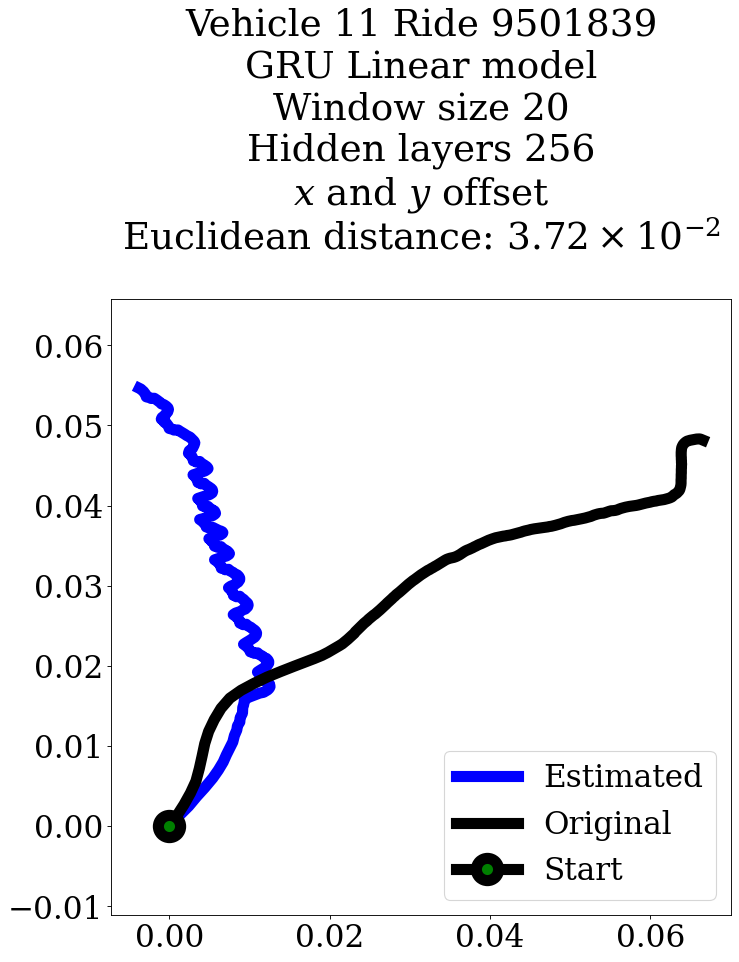 Vehicle 11 Ride 9501839
GRU Linear model
Window size 20
Hidden layers 256
x and y offset
Euclidean distance: 3.72 × 10⁻²
0.06
0.05
0.04
0.03
0.02
0.01
0.00
−0.01
Estimated
Original
Start
0.00 0.02 0.04 0.06